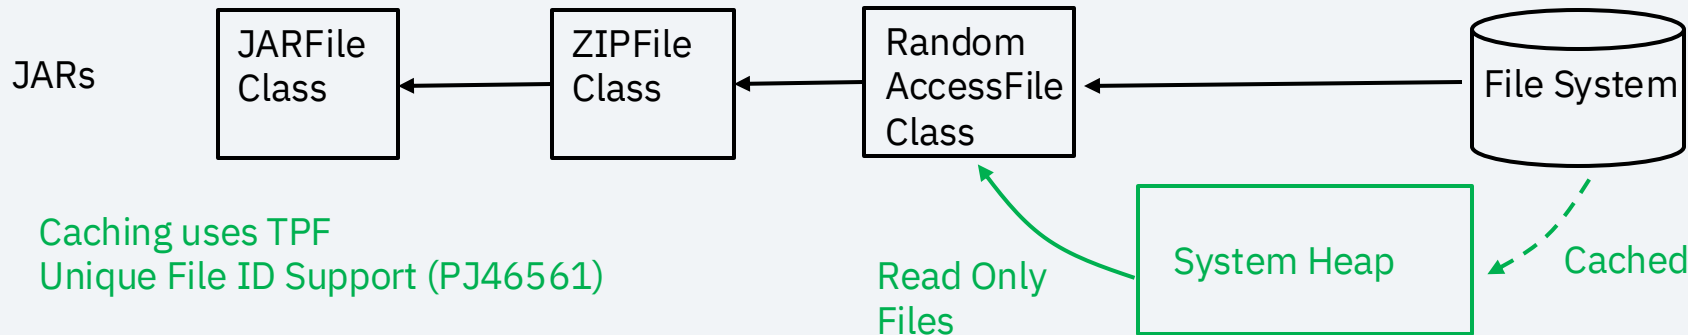 JARs
JARFile
Class
ZIPFile
Class
Random
AccessFile
Class
File System
Caching uses TPF
Unique File ID Support (PJ46561)
Read Only
Files
System Heap
Cached